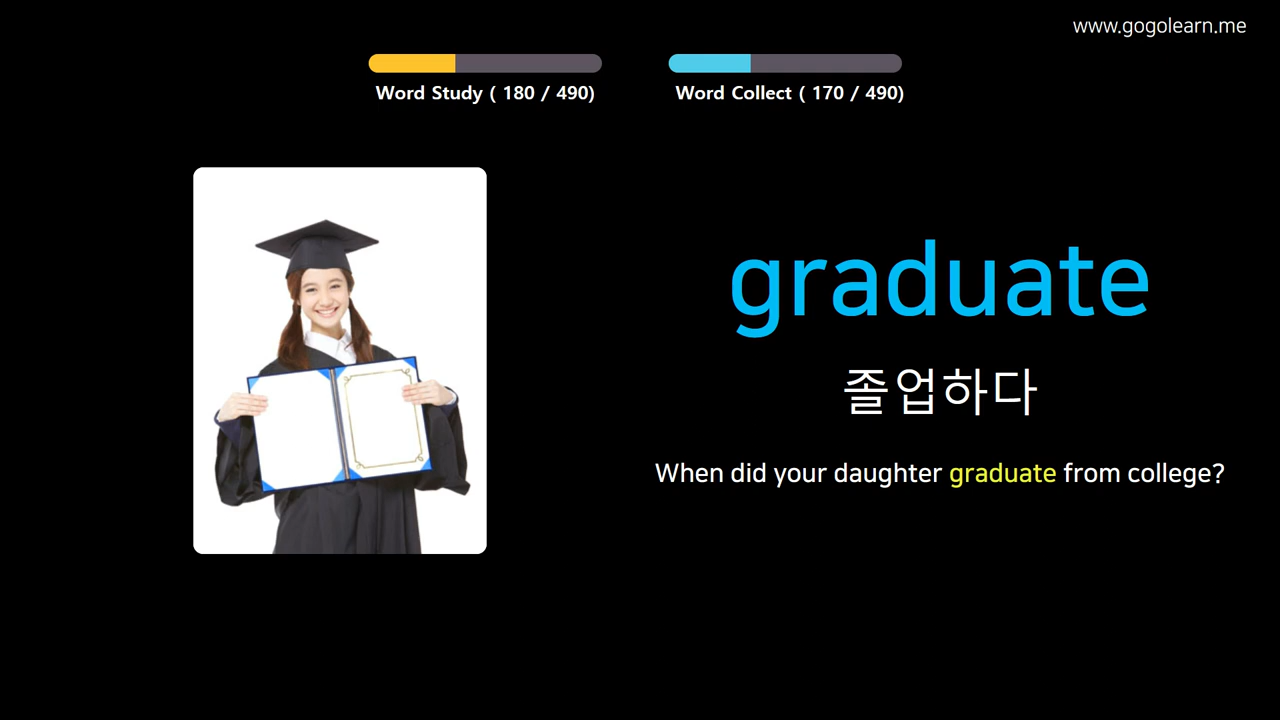 www.gogolearn.me
Word Study ( 180 / 490)
Word Collect ( 170 / 490)
graduate
졸업하다
When did your daughter graduate from college?